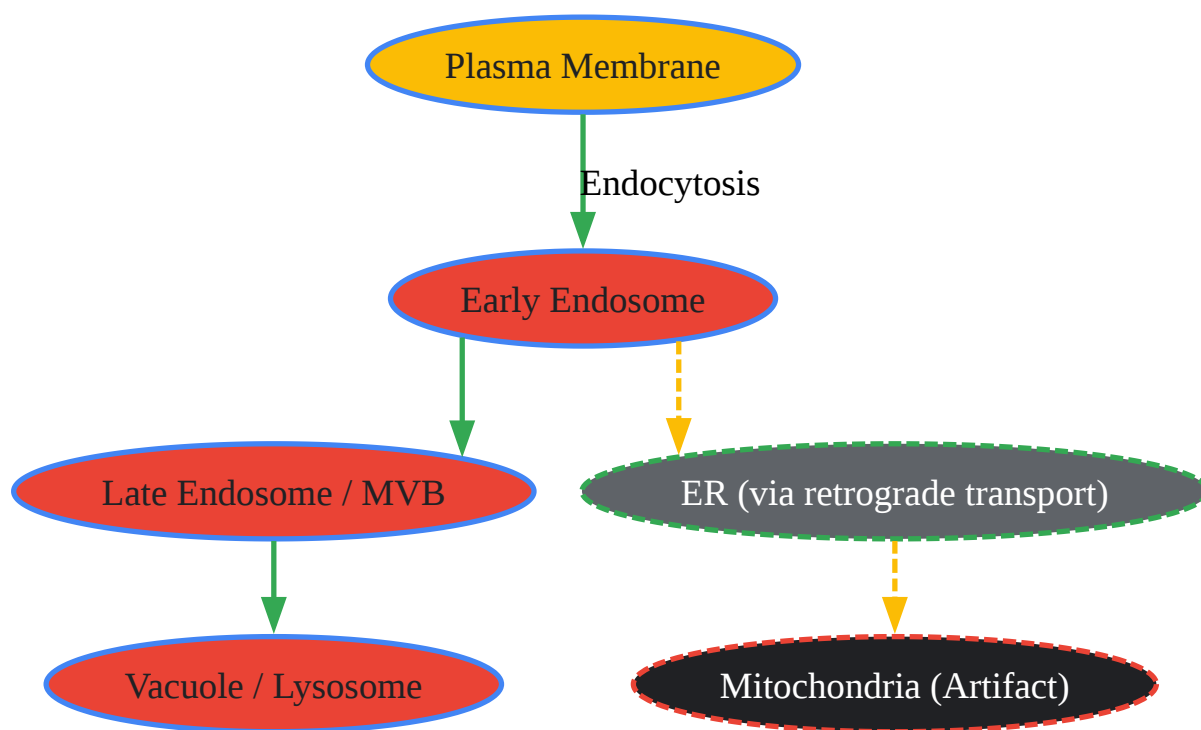 Plasma Membrane
Endocytosis
Early Endosome
Late Endosome / MVB
ER (via retrograde transport)
Vacuole / Lysosome
Mitochondria (Artifact)